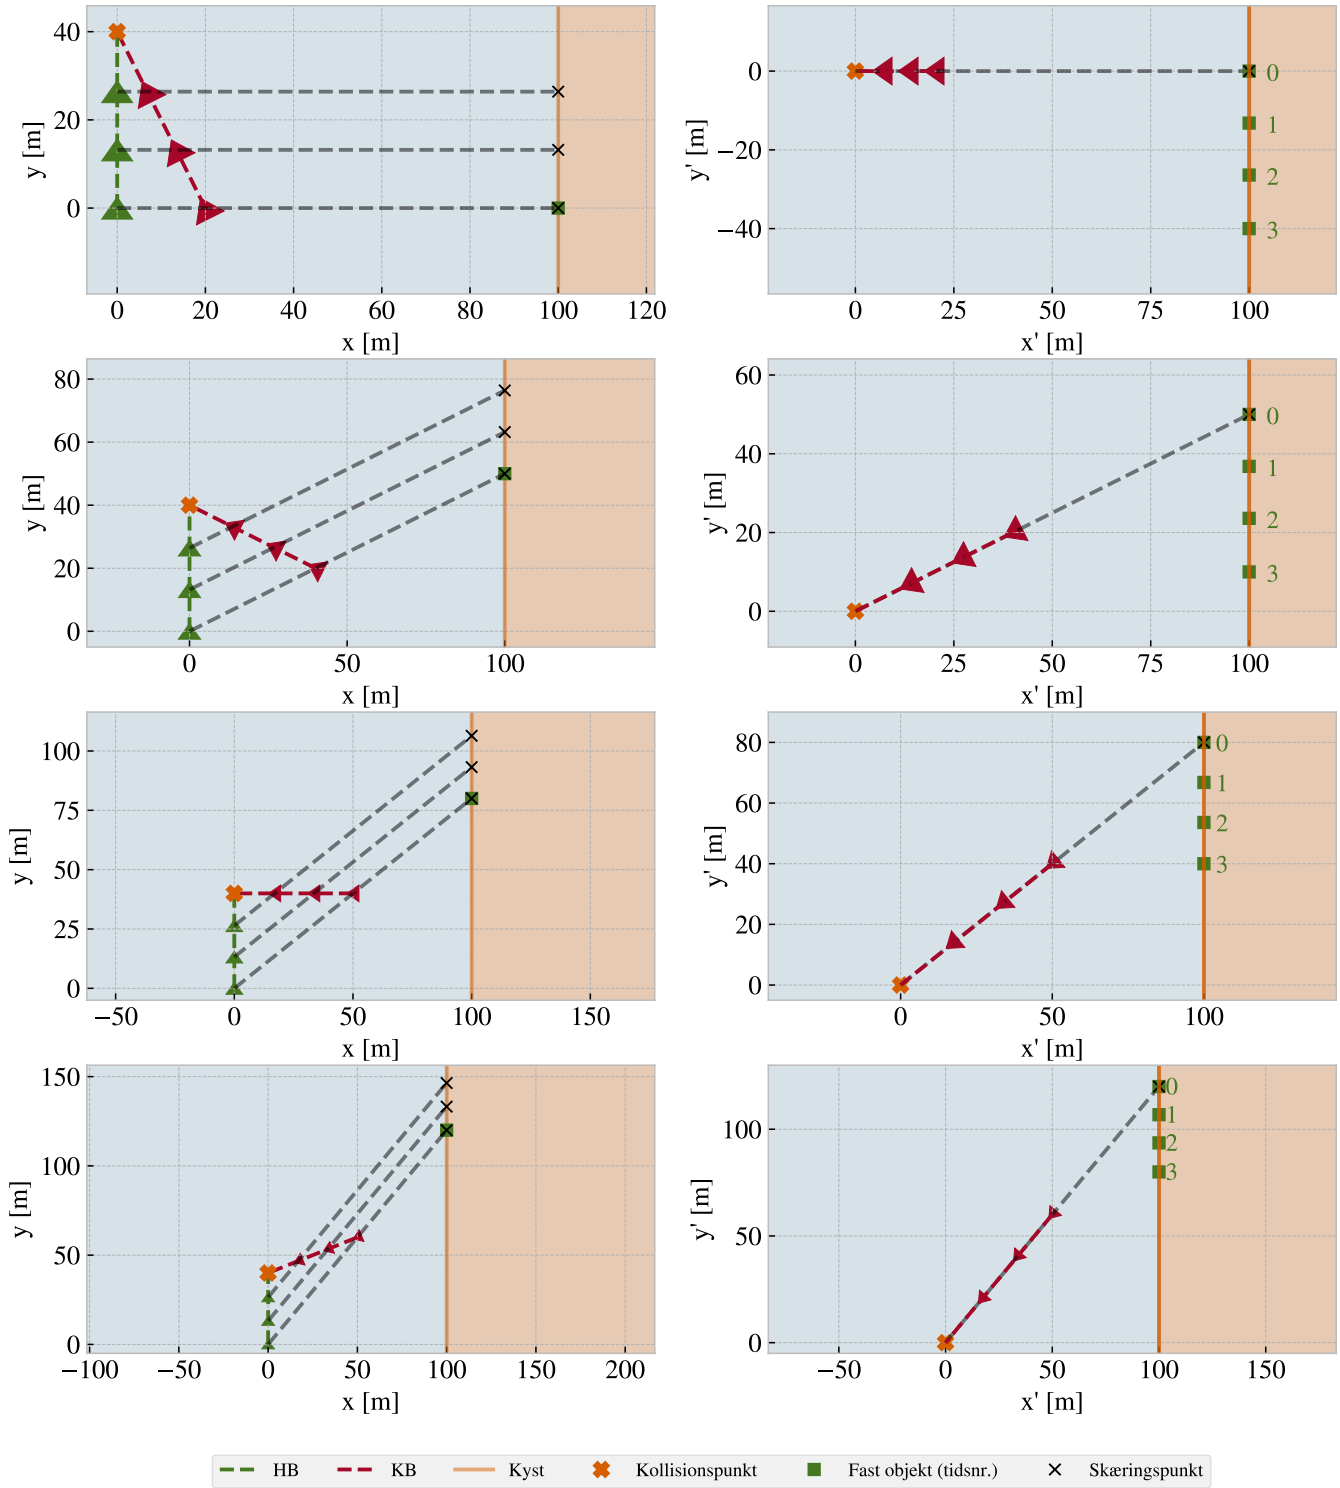 40
20
0
y [m]
0 20 40 60 80 100 120
x [m]
0
−20
−40
y' [m]
0
1
2
3
0 25 50 75 100
x' [m]
80
60
40
20
0
y [m]
0 50 100
x [m]
60
40
20
0
y' [m]
0
1
2
3
0 25 50 75 100
x' [m]
100
75
50
25
0
y [m]
−50 0 50 100 150
x [m]
80
60
40
20
0
y' [m]
0
1
2
3
0 50 100
x' [m]
150
100
50
0
y [m]
−100 −50 0 50 100 150 200
x [m]
100
50
0
y' [m]
0
1
2
3
−50 0 50 100 150
x' [m]
HB KB Kyst Kollisionspunkt Fast objekt (tidsnr.) Skæringspunkt